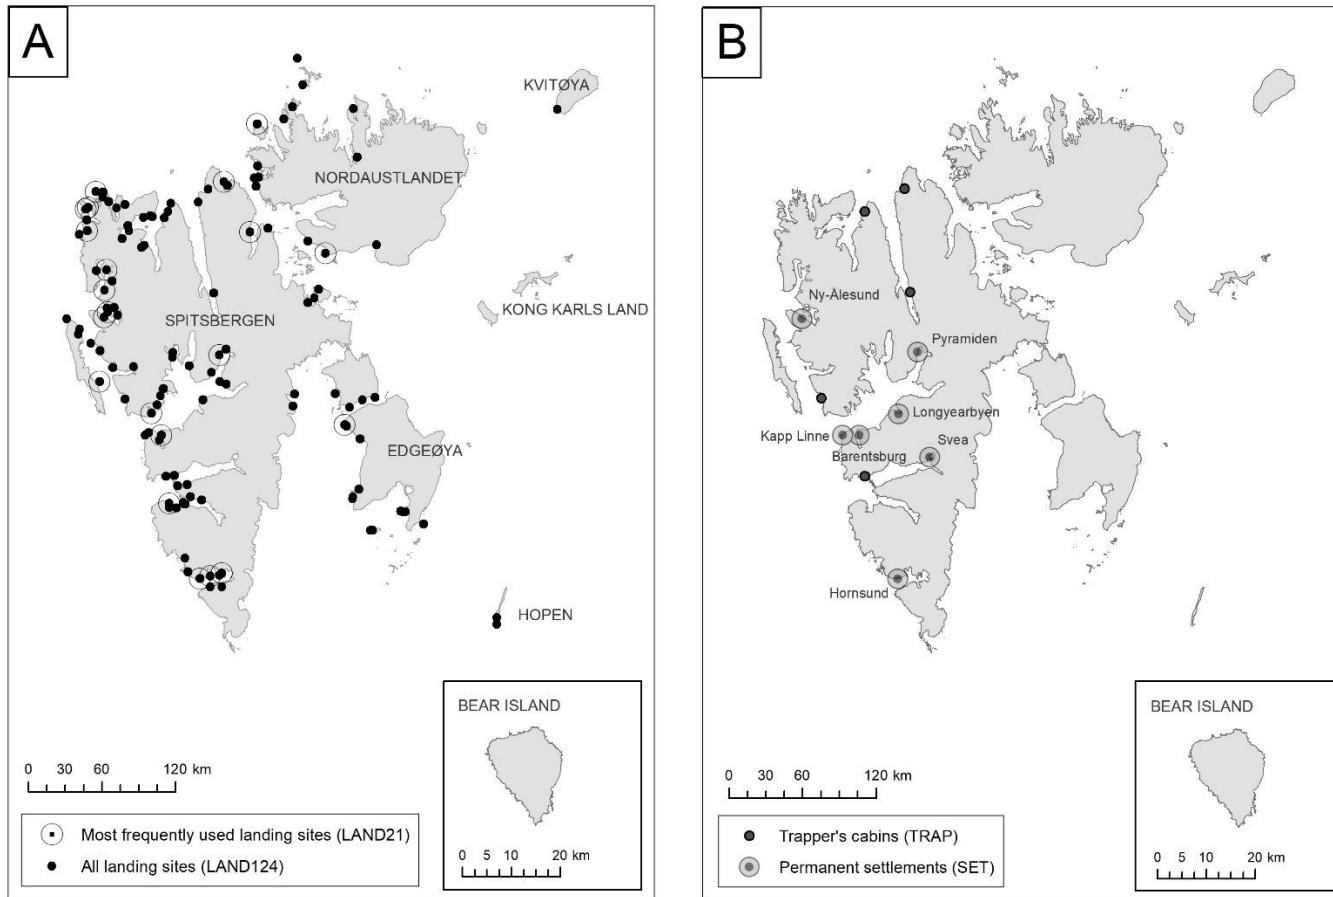 A
KVITØYA
NORDAUSTLANDET
KONG KARLS LAND
SPITSBERGEN
EDGEØYA
HOPEN
BEAR ISLAND
0 30 60 120 km
0 5 10 15 20 km
Most frequently used landing sites (LAND21)
All landing sites (LAND124)
B
Ny-Ålesund
Pyramiden
Longyearbyen
Kapp Linne
Svea
Barentsburg
Hornsund
BEAR ISLAND
0 30 60 120 km
0 5 10 20 km
Trapper's cabins (TRAP)
Permanent settlements (SET)